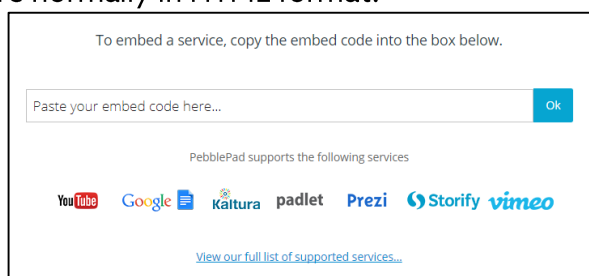 To embed a service, copy the embed code into the box below.
Paste your embed code here...
Ok
PebblePad supports the following services
YouTube Google Kaltura padlet Prezi Storify vimeo
View our full list of supported services...